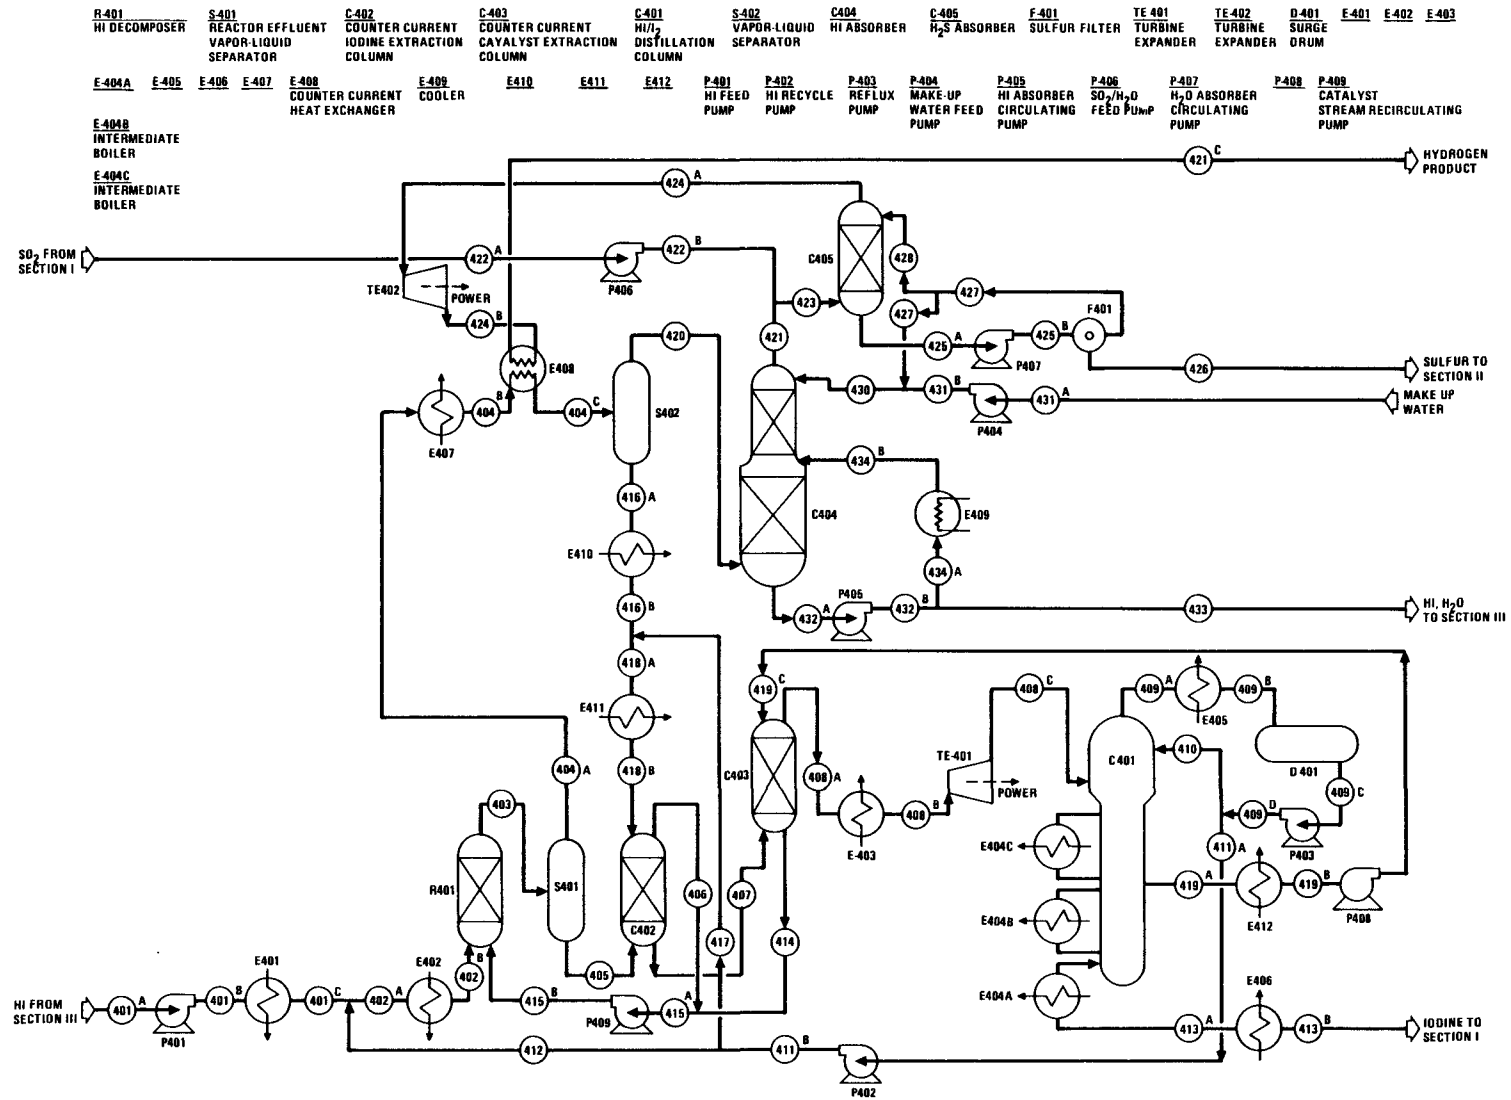 R-401 S-401 C-402 C-403 C-401 S-402 C404 C-405 F-401 TE 401 TE-402 D-401 E-401 E-402 E-403
HI DECOMPOSER REACTOR EFFLUENT COUNTER CURRENT COUNTER CURRENT HI/I2 VAPOR-LIQUID HI ABSORBER H2S ABSORBER SULFUR FILTER TURBINE TURBINE SURGE
VAPOR-LIQUID IODINE EXTRACTION CAYALYST EXTRACTION DISTILLATION SEPARATOR EXPANDER EXPANDER DRUM
SEPARATOR COLUMN COLUMN COLUMN
E-404A E-405 E-406 E-407 E-408 E-409 E410 E411 E412 P-401 P-402 P-403 P-404 P-405 P-406 P-407 P-408 P-409
COUNTER CURRENT COOLER HI FEED HI RECYCLE REFLUX MAKE-UP HI ABSORBER SO2/H2O H2O ABSORBER CATALYST
HEAT EXCHANGER PUMP PUMP PUMP WATER FEED CIRCULATING FEED PUMP CIRCULATING STREAM RECIRCULATING
PUMP PUMP PUMP PUMP
E-404B
INTERMEDIATE
BOILER
E-404C
INTERMEDIATE
BOILER
421 C
HYDROGEN
PRODUCT
424 A
SO2 FROM
SECTION I
422 A
P406
422 B
C405
428
TE402
POWER
423
427
427
F401
424 B
420
421
425 A
P407
425 B
E408
426
SULFUR TO
SECTION II
404 B
404 C
S402
430
431 B
P404
431 A
MAKE UP
WATER
E407
434 B
416 A
C404
E409
E410
434 A
416 B
P405
432 A
432 B
433
HI, H2O
TO SECTION III
418 A
419 C
408 C
409 A
409 B
E405
E411
410
C403
TE-401
C401
D401
404 A
418 B
408 A
POWER
409 C
403
408 B
409 D
P403
E-403
E404C
411 A
R401
S401
406
407
419 A
419 B
E404B
E412
P408
C402
417
414
E401
E402
402 B
405
E406
HI FROM
SECTION III
401 A
P401
401 B
401 C
402 A
415 B
P409
415 A
E404A
413 A
413 B
IODINE TO
SECTION I
412
411 B
P402